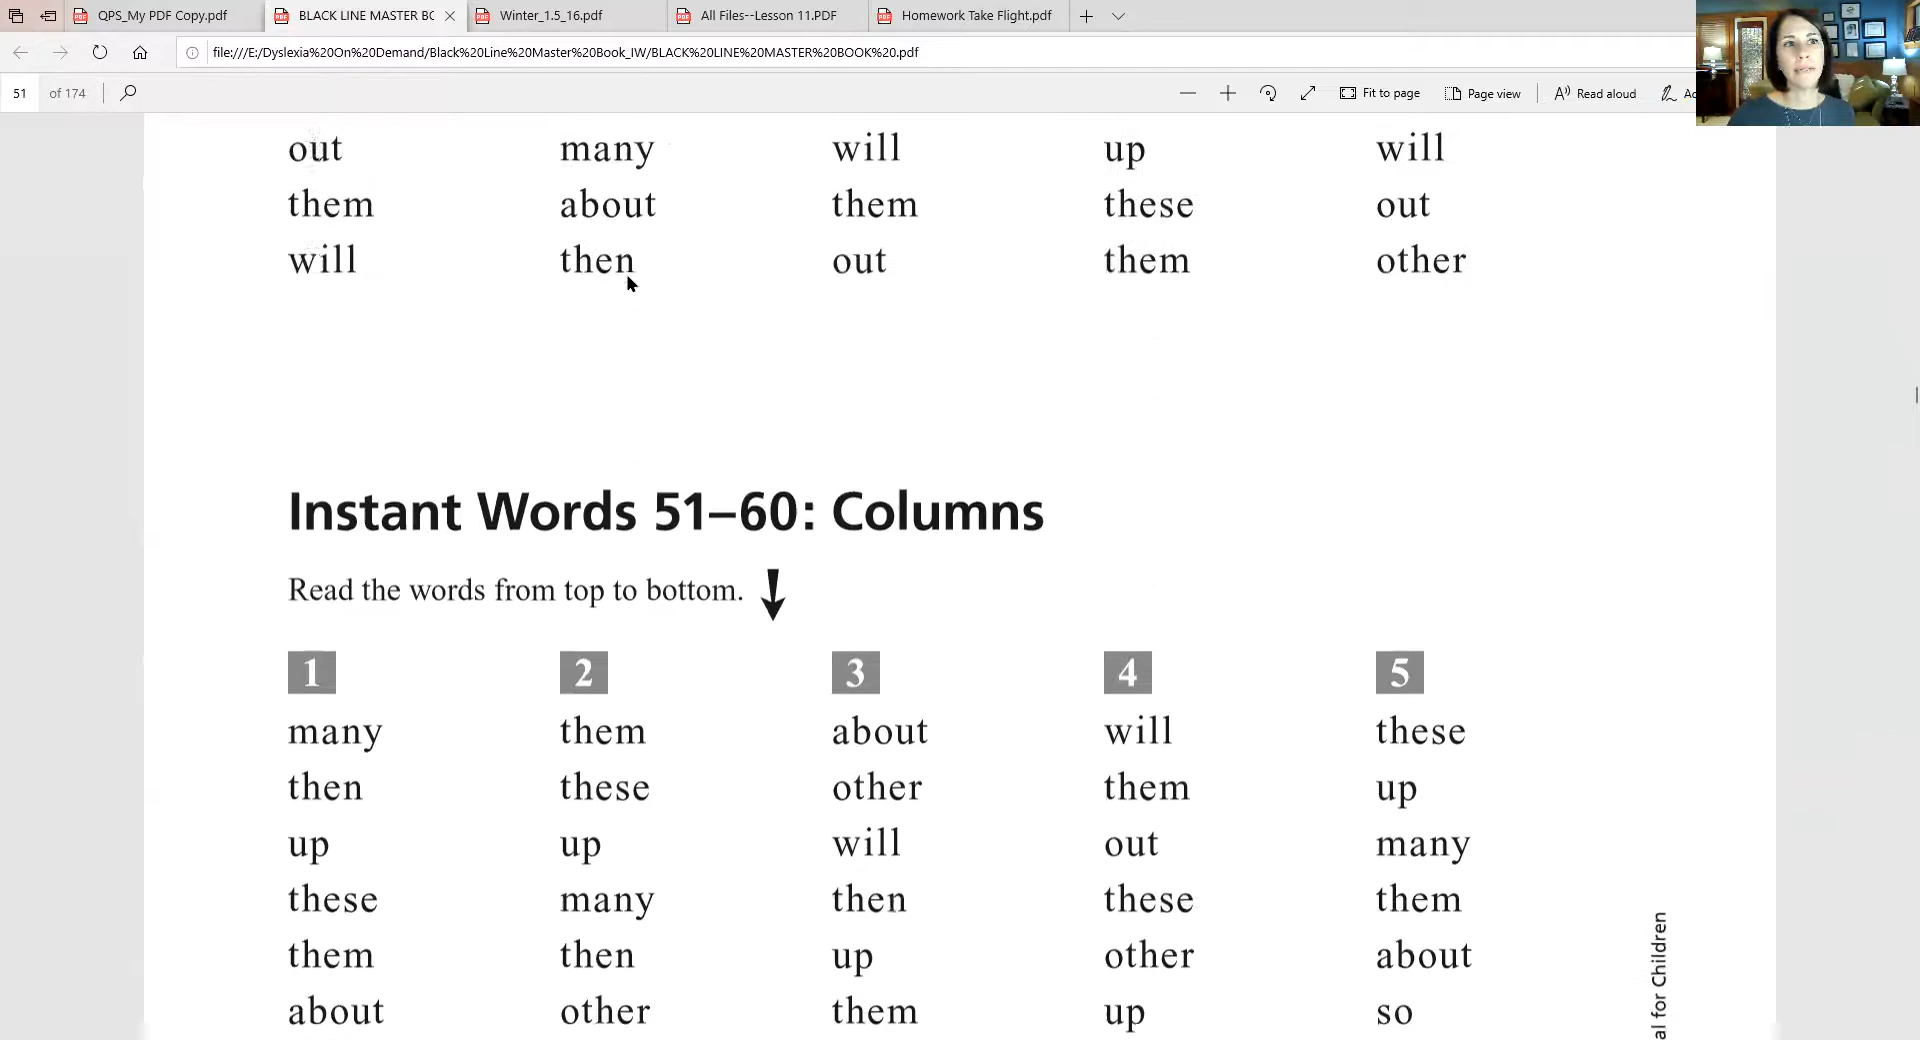 QPS_My PDF Copy.pdf BLACK LINE MASTER BC Winter_1.5_16.pdf All Files--Lesson 11.PDF Homework Take Flight.pdf
file:///E:/Dyslexia%20On%20Demand/Black%20Line%20Master%20Book_IW/BLACK%20LINE%20MASTER%20BOOK%20.pdf
51 of 174 Fit to page Page view Read aloud
out many will up will
them about them these out
will then out them other
Instant Words 51–60: Columns
Read the words from top to bottom.
1 2 3 4 5
many them about will these
then these other them up
up up will out many
these many then these them
them then up other about
about other them up so
al for Children